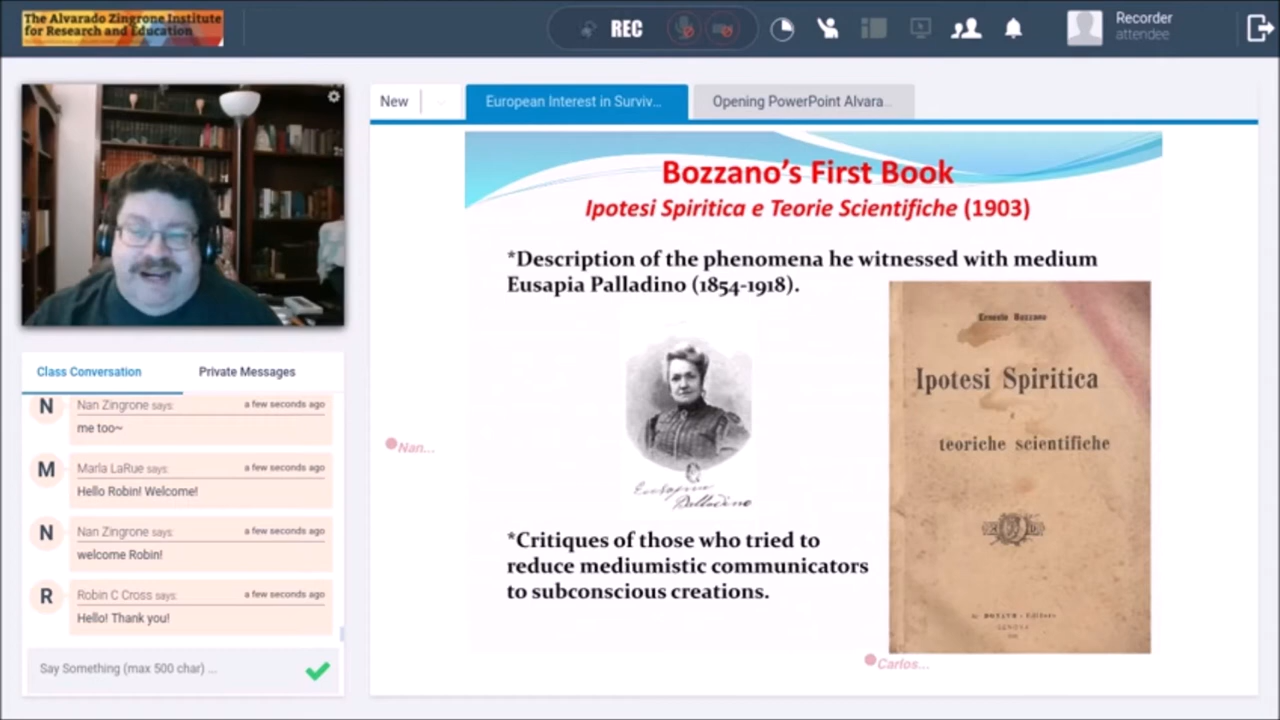 The Alvarado Zingrone Institute
for Research and Education
REC
Recorder
attendee
New
European Interest in Surviv...
Opening PowerPoint Alvara...
Class Conversation
Private Messages
N
Nan Zingrone says:
a few seconds ago
me too~
M
Marla LaRue says:
a few seconds ago
Hello Robin! Welcome!
N
Nan Zingrone says:
a few seconds ago
welcome Robin!
R
Robin C Cross says:
a few seconds ago
Hello! Thank you!
Say Something (max 500 char) ...
Bozzano's First Book
Ipotesi Spiritica e Teorie Scientifiche (1903)
*Description of the phenomena he witnessed with medium
Eusapia Palladino (1854-1918).
Eusapia
Palladino
*Critiques of those who tried to
reduce mediumistic communicators
to subconscious creations.
Ernesto Bozzano
Ipotesi Spiritica
e
teoriche scientifiche
GENOVA
Nan...
Carlos...